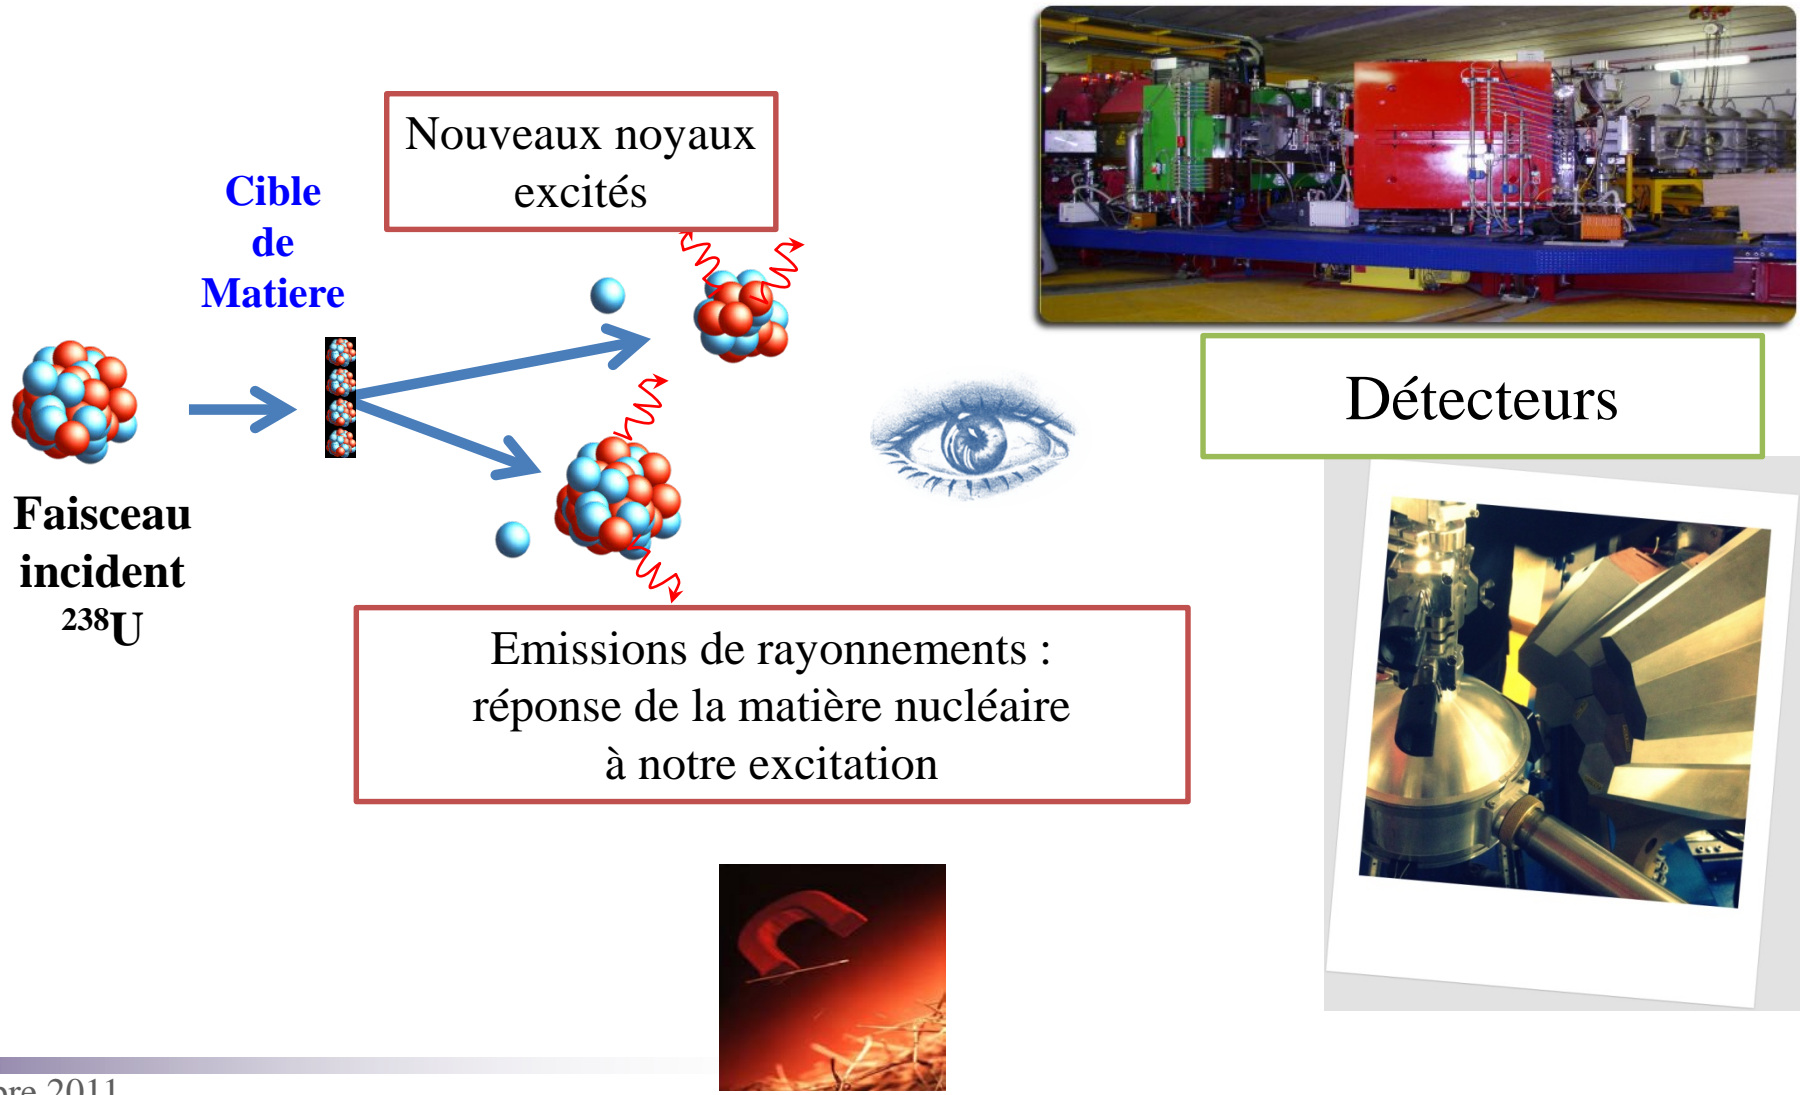 Nouveaux noyaux
excités
Cible
de
Matiere
Faisceau
incident
²³⁸U
Détecteurs
Emissions de rayonnements :
réponse de la matière nucléaire
à notre excitation
2011